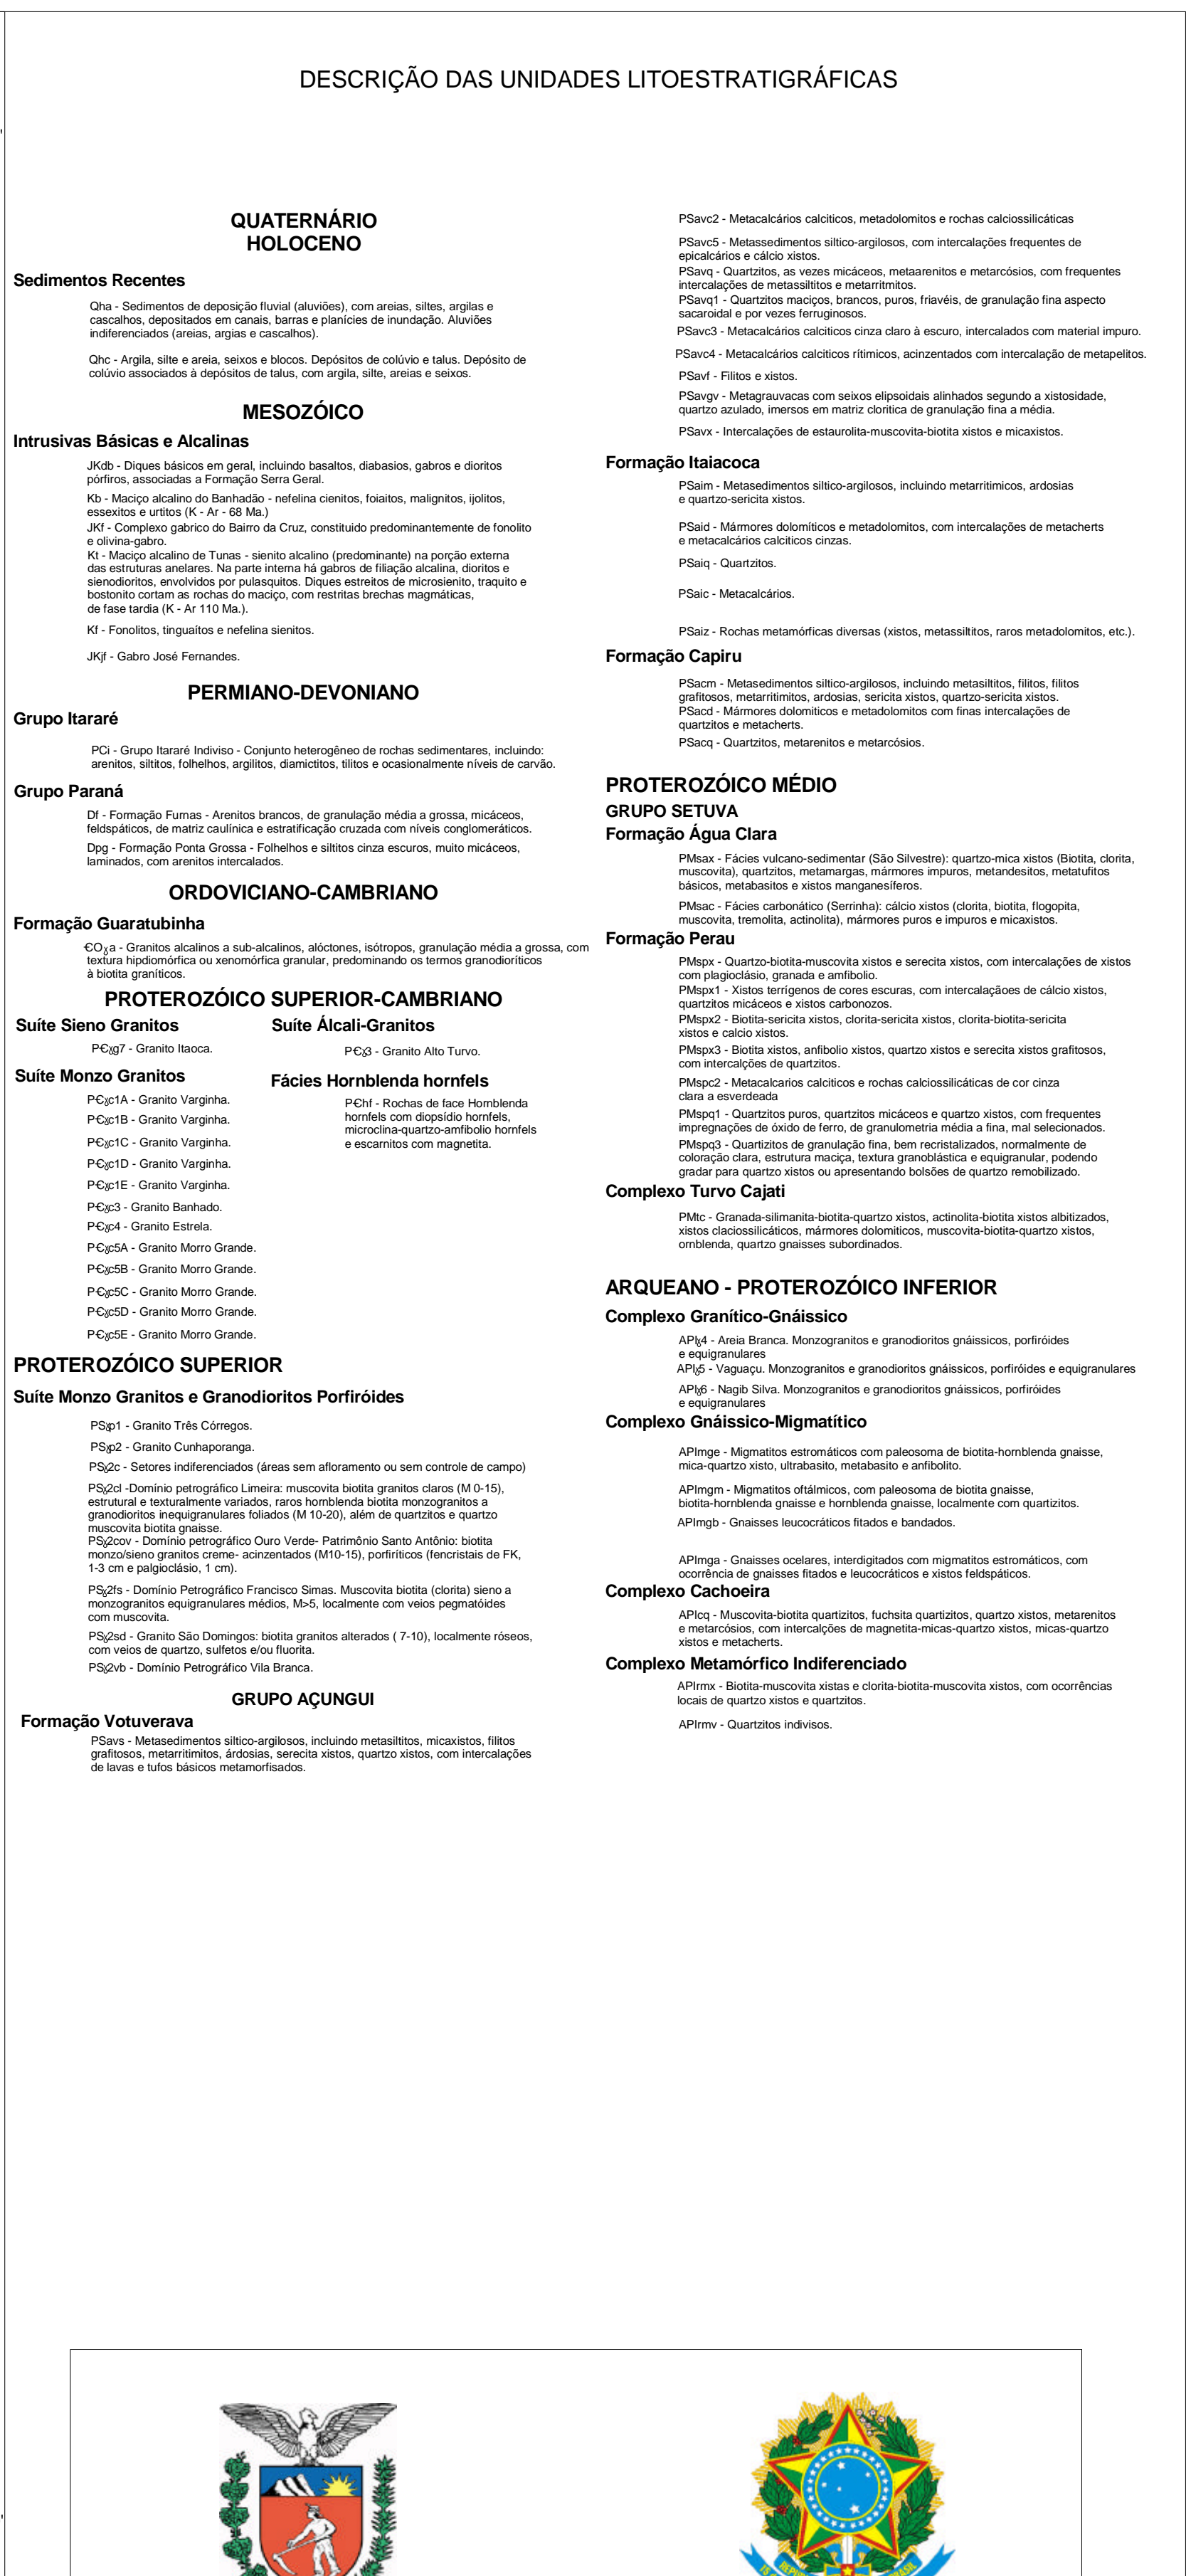 DESCRIÇÃO DAS UNIDADES LITOESTRATIGRÁFICAS
QUATERNÁRIO
HOLOCENO
Sedimentos Recentes
Qha - Sedimentos de deposição fluvial (aluviões), com areias, siltes, argilas e
cascalhos, depositados em canais, barras e planícies de inundação. Aluviões
indiferenciados (areias, argias e cascalhos).
Qhc - Argila, silte e areia, seixos e blocos. Depósitos de colúvio e talus. Depósito de
colúvio associados à depósitos de talus, com argila, silte, areias e seixos.
MESOZÓICO
Intrusivas Básicas e Alcalinas
JKdb - Diques básicos em geral, incluindo basaltos, diabasios, gabros e dioritos
pórfiros, associadas a Formação Serra Geral.
Kb - Maciço alcalino do Banhadão - nefelina cienitos, foiaitos, malignitos, ijolitos,
essexitos e urtitos (K - Ar - 68 Ma.)
JKf - Complexo gabrico do Bairro da Cruz, constituido predominantemente de fonolito
e olivina-gabro.
Kt - Maciço alcalino de Tunas - sienito alcalino (predominante) na porção externa
das estruturas anelares. Na parte interna há gabros de filiação alcalina, dioritos e
sienodioritos, envolvidos por pulasquitos. Diques estreitos de microsienito, traquito e
bostonito cortam as rochas do maciço, com restritas brechas magmáticas,
de fase tardia (K - Ar 110 Ma.).
Kf - Fonolitos, tinguaítos e nefelina sienitos.
JKjf - Gabro José Fernandes.
PERMIANO-DEVONIANO
Grupo Itararé
PCi - Grupo Itararé Indiviso - Conjunto heterogêneo de rochas sedimentares, incluindo:
arenitos, siltitos, folhelhos, argilitos, diamictitos, tilitos e ocasionalmente níveis de carvão.
Grupo Paraná
Df - Formação Furnas - Arenitos brancos, de granulação média a grossa, micáceos,
feldspáticos, de matriz caulínica e estratificação cruzada com níveis conglomeráticos.
Dpg - Formação Ponta Grossa - Folhelhos e siltitos cinza escuros, muito micáceos,
laminados, com arenitos intercalados.
ORDOVICIANO-CAMBRIANO
Formação Guaratubinha
ЄOɣa - Granitos alcalinos a sub-alcalinos, alóctones, isótropos, granulação média a grossa, com
textura hipdiomórfica ou xenomórfica granular, predominando os termos granodioríticos
à biotita graníticos.
PROTEROZÓICO SUPERIOR-CAMBRIANO
Suíte Sieno Granitos
PЄɣg7 - Granito Itaoca.
Suíte Monzo Granitos
PЄɣc1A - Granito Varginha.
PЄɣc1B - Granito Varginha.
PЄɣc1C - Granito Varginha.
PЄɣc1D - Granito Varginha.
PЄɣc1E - Granito Varginha.
PЄɣc3 - Granito Banhado.
PЄɣc4 - Granito Estrela.
PЄɣc5A - Granito Morro Grande.
PЄɣc5B - Granito Morro Grande.
PЄɣc5C - Granito Morro Grande.
PЄɣc5D - Granito Morro Grande.
PЄɣc5E - Granito Morro Grande.
Suíte Álcali-Granitos
PЄɣ3 - Granito Alto Turvo.
Fácies Hornblenda hornfels
PЄhf - Rochas de face Hornblenda
hornfels com diopsídio hornfels,
microclina-quartzo-amfibolio hornfels
e escarnitos com magnetita.
PROTEROZÓICO SUPERIOR
Suíte Monzo Granitos e Granodioritos Porfiróides
PSɣp1 - Granito Três Córregos.
PSɣp2 - Granito Cunhaporanga.
PSɣ2c - Setores indiferenciados (áreas sem afloramento ou sem controle de campo)
PSɣ2cl -Domínio petrográfico Limeira: muscovita biotita granitos claros (M 0-15),
estrutural e texturalmente variados, raros hornblenda biotita monzogranitos a
granodioritos inequigranulares foliados (M 10-20), além de quartzitos e quartzo
muscovita biotita gnaisse.
PSɣ2cov - Domínio petrográfico Ouro Verde- Patrimônio Santo Antônio: biotita
monzo/sieno granitos creme- acinzentados (M10-15), porfiríticos (fencristais de FK,
1-3 cm e palgioclásio, 1 cm).
PSɣ2fs - Domínio Petrográfico Francisco Simas. Muscovita biotita (clorita) sieno a
monzogranitos equigranulares médios, M>5, localmente com veios pegmatóides
com muscovita.
PSɣ2sd - Granito São Domingos: biotita granitos alterados ( 7-10), localmente róseos,
com veios de quartzo, sulfetos e/ou fluorita.
PSɣ2vb - Domínio Petrográfico Vila Branca.
GRUPO AÇUNGUI
Formação Votuverava
PSavs - Metasedimentos siltico-argilosos, incluindo metasiltitos, micaxistos, filitos
grafitosos, metarritimitos, árdosias, serecita xistos, quartzo xistos, com intercalações
de lavas e tufos básicos metamorfisados.
PSavc2 - Metacalcários calciticos, metadolomitos e rochas calciossilicáticas
PSavc5 - Metassedimentos siltico-argilosos, com intercalações frequentes de
epicalcários e cálcio xistos.
PSavq - Quartzitos, as vezes micáceos, metaarenitos e metarcósios, com frequentes
intercalações de metassiltitos e metarritmitos.
PSavq1 - Quartzitos maciços, brancos, puros, friavéis, de granulação fina aspecto
sacaroidal e por vezes ferruginosos.
PSavc3 - Metacalcários calciticos cinza claro à escuro, intercalados com material impuro.
PSavc4 - Metacalcários calciticos rítimicos, acinzentados com intercalação de metapelitos.
PSavf - Filitos e xistos.
PSavgv - Metagrauvacas com seixos elipsoidais alinhados segundo a xistosidade,
quartzo azulado, imersos em matriz cloritica de granulação fina a média.
PSavx - Intercalações de estaurolita-muscovita-biotita xistos e micaxistos.
Formação Itaiacoca
PSaim - Metasedimentos siltico-argilosos, incluindo metarritimicos, ardosias
e quartzo-sericita xistos.
PSaid - Mármores dolomíticos e metadolomitos, com intercalações de metacherts
e metacalcários calciticos cinzas.
PSaiq - Quartzitos.
PSaic - Metacalcários.
PSaiz - Rochas metamórficas diversas (xistos, metassiltitos, raros metadolomitos, etc.).
Formação Capiru
PSacm - Metasedimentos siltico-argilosos, incluindo metasiltitos, filitos, filitos
grafitosos, metarritimitos, ardósias, sericita xistos, quartzo-sericita xistos.
PSacd - Mármores dolomiticos e metadolomitos com finas intercalações de
quartzitos e metacherts.
PSacq - Quartzitos, metarenitos e metarcósios.
PROTEROZÓICO MÉDIO
GRUPO SETUVA
Formação Água Clara
PMsax - Fácies vulcano-sedimentar (São Silvestre): quartzo-mica xistos (Biotita, clorita,
muscovita), quartzitos, metamargas, mármores impuros, metandesitos, metatufitos
básicos, metabasitos e xistos manganesíferos.
PMsac - Fácies carbonático (Serrinha): cálcio xistos (clorita, biotita, flogopita,
muscovita, tremolita, actinolita), mármores puros e impuros e micaxistos.
Formação Perau
PMspx - Quartzo-biotita-muscovita xistos e serecita xistos, com intercalações de xistos
com plagioclásio, granada e amfibolio.
PMspx1 - Xistos terrígenos de cores escuras, com intercalaçãoes de cálcio xistos,
quartzitos micáceos e xistos carbonozos.
PMspx2 - Biotita-sericita xistos, clorita-sericita xistos, clorita-biotita-sericita
xistos e calcio xistos.
PMspx3 - Biotita xistos, anfibolio xistos, quartzo xistos e serecita xistos grafitosos,
com intercalções de quartzitos.
PMspc2 - Metacalcarios calciticos e rochas calciossilicáticas de cor cinza
clara a esverdeada
PMspq1 - Quartzitos puros, quartzitos micáceos e quartzo xistos, com frequentes
impregnações de óxido de ferro, de granulometria média a fina, mal selecionados.
PMspq3 - Quartizitos de granulação fina, bem recristalizados, normalmente de
coloração clara, estrutura maciça, textura granoblástica e equigranular, podendo
gradar para quartzo xistos ou apresentando bolsões de quartzo remobilizado.
Complexo Turvo Cajati
PMtc - Granada-silimanita-biotita-quartzo xistos, actinolita-biotita xistos albitizados,
xistos claciossilicáticos, mármores dolomiticos, muscovita-biotita-quartzo xistos,
ornblenda, quartzo gnaisses subordinados.
ARQUEANO - PROTEROZÓICO INFERIOR
Complexo Granítico-Gnáissico
APIɣ4 - Areia Branca. Monzogranitos e granodioritos gnáissicos, porfiróides
e equigranulares
APIɣ5 - Vaguaçu. Monzogranitos e granodioritos gnáissicos, porfiróides e equigranulares
APIɣ6 - Nagib Silva. Monzogranitos e granodioritos gnáissicos, porfiróides
e equigranulares
Complexo Gnáissico-Migmatítico
APImge - Migmatitos estromáticos com paleosoma de biotita-hornblenda gnaisse,
mica-quartzo xisto, ultrabasito, metabasito e anfibolito.
APImgm - Migmatitos oftálmicos, com paleosoma de biotita gnaisse,
biotita-hornblenda gnaisse e hornblenda gnaisse, localmente com quartizitos.
APImgb - Gnaisses leucocráticos fitados e bandados.
APImga - Gnaisses ocelares, interdigitados com migmatitos estromáticos, com
ocorrência de gnaisses fitados e leucocráticos e xistos feldspáticos.
Complexo Cachoeira
APIcq - Muscovita-biotita quartizitos, fuchsita quartizitos, quartzo xistos, metarenitos
e metarcósios, com intercalções de magnetita-micas-quartzo xistos, micas-quartzo
xistos e metacherts.
Complexo Metamórfico Indiferenciado
APIrmx - Biotita-muscovita xistas e clorita-biotita-muscovita xistos, com ocorrências
locais de quartzo xistos e quartzitos.
APIrmv - Quartzitos indivisos.